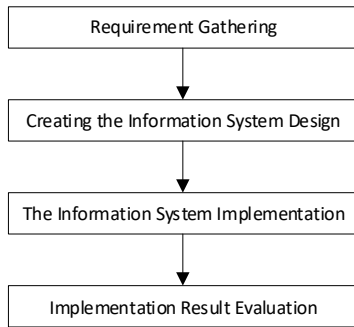 Requirement Gathering
Creating the Information System Design
The Information System Implementation
Implementation Result Evaluation